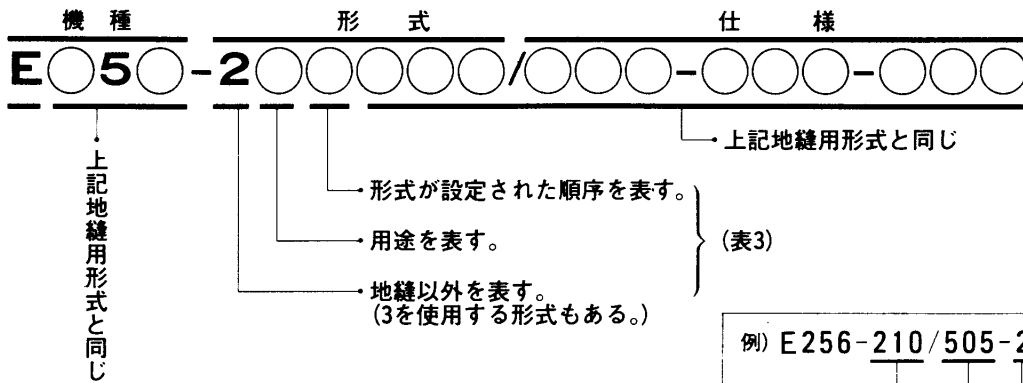 機種 形式 仕様
E○5○-2○○○○○/○○○-○○○-○○○
上記地縫用形式と同じ
上記地縫用形式と同じ
形式が設定された順序を表す。
用途を表す。
(表3)
地縫以外を表す。
(3を使用する形式もある。)
例) E256-210/505-2